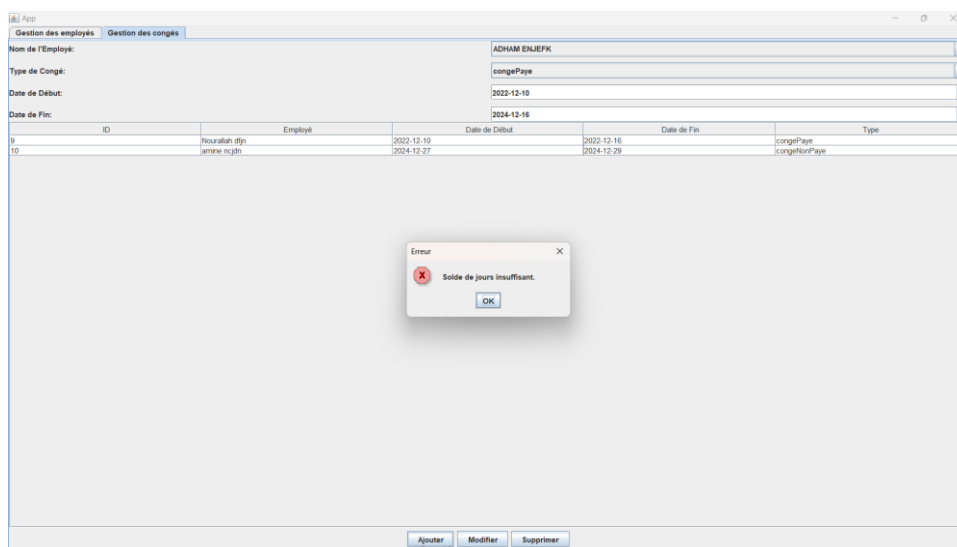 App
Gestion des employés Gestion des congés
Nom de l'Employé: ADHAM ENJEFK
Type de Congé: congePaye
Date de Début: 2022-12-10
Date de Fin: 2024-12-16
ID Employé Date de Début Date de Fin Type
9 Nourallah dfjn 2022-12-10 2022-12-16 congePaye
10 amine ncjdn 2024-12-27 2024-12-29 congeNonPaye
Erreur
Solde de jours insuffisant.
OK
Ajouter Modifier Supprimer